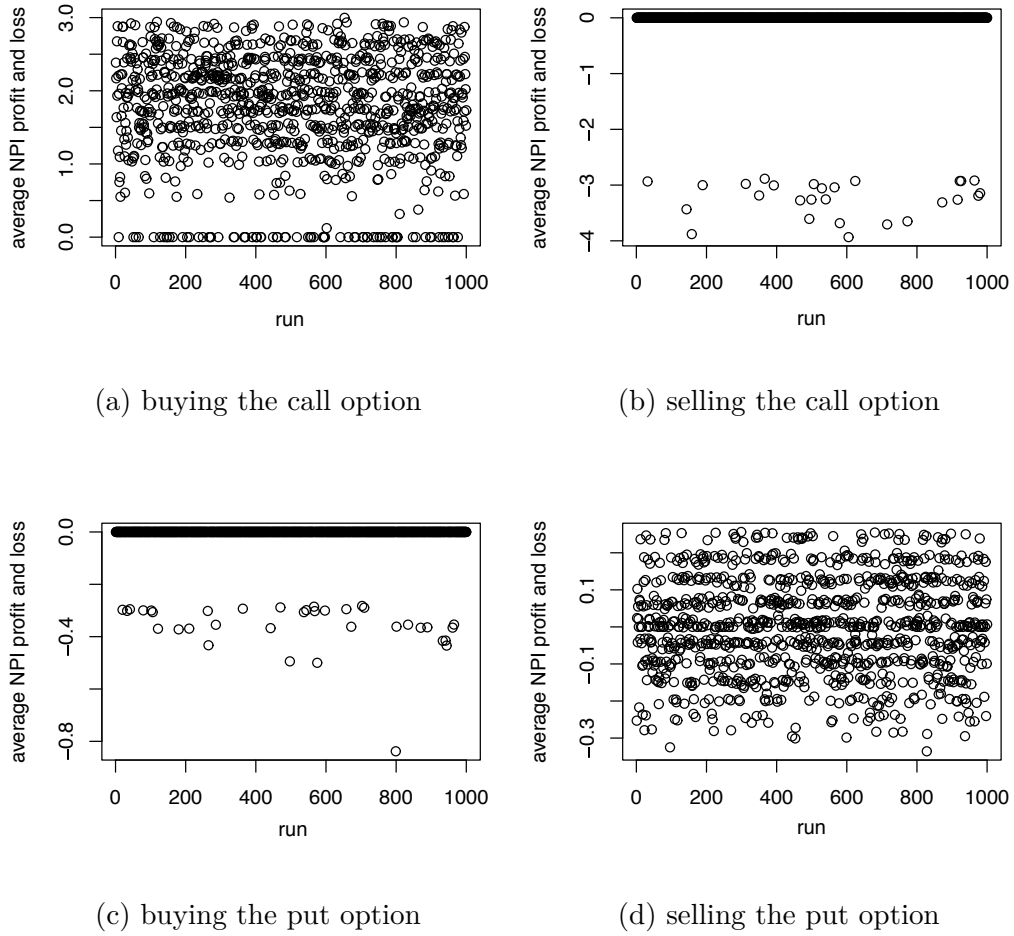 average NPI profit and loss
3.0
2.0
1.0
0.0
0 200 400 600 800 1000
run
(a) buying the call option
average NPI profit and loss
0
−1
−2
−3
−4
0 200 400 600 800 1000
run
(b) selling the call option
average NPI profit and loss
0.0
−0.4
−0.8
0 200 400 600 800 1000
run
(c) buying the put option
average NPI profit and loss
0.1
−0.1
−0.3
0 200 400 600 800 1000
run
(d) selling the put option